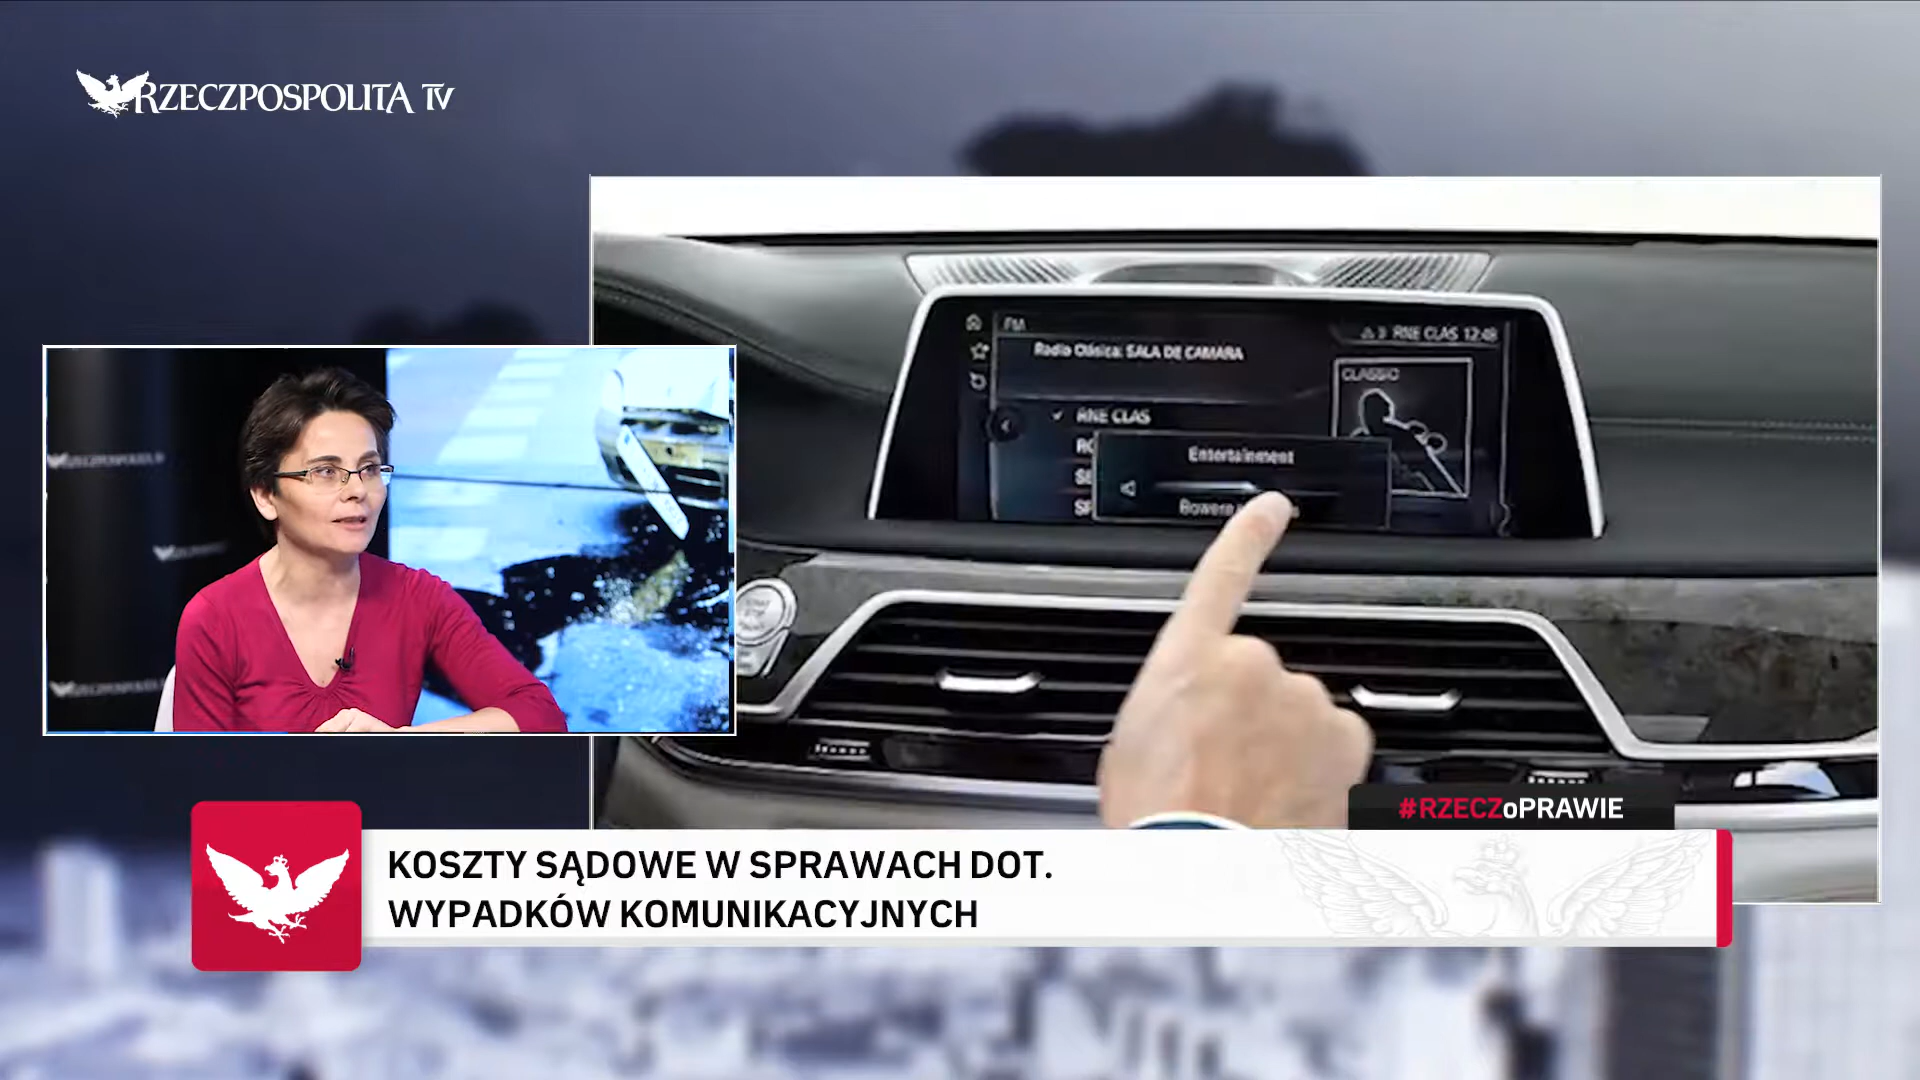 RZECZPOSPOLITA TV
FM
RNE CLAS 12:48
Radio Clásica: SALA DE CAMARA
CLASSIC
RNE CLAS
Entertainment
#RZECZoPRAWIE
KOSZTY SĄDOWE W SPRAWACH DOT.
WYPADKÓW KOMUNIKACYJNYCH